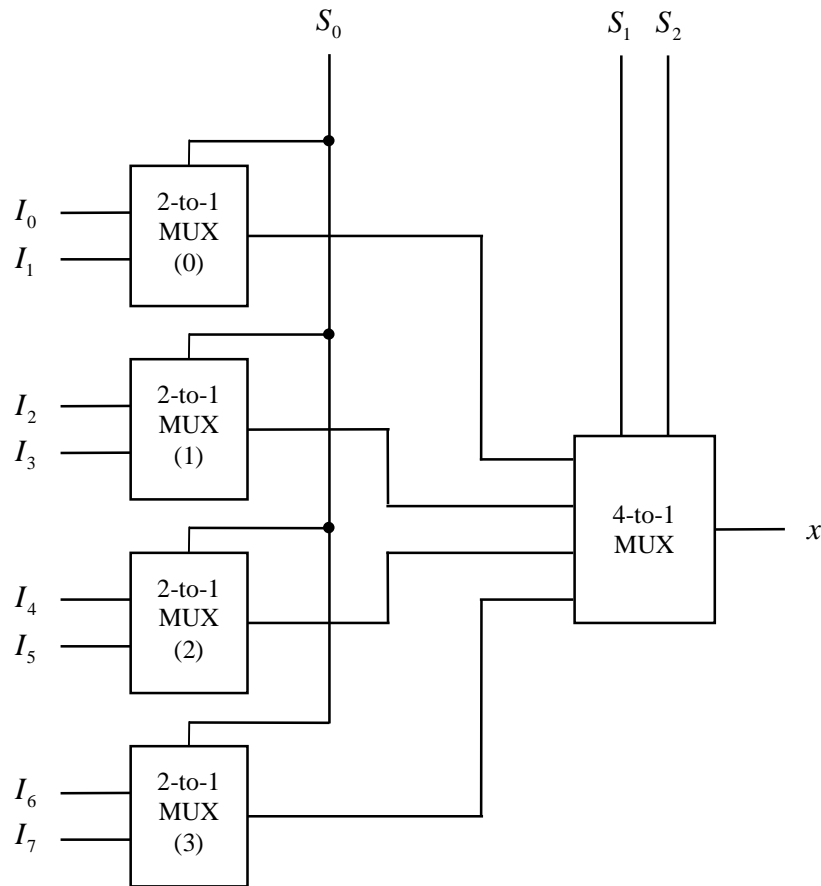 S₀
S₁ S₂
2-to-1
MUX
(0)
I₀
I₁
2-to-1
MUX
(1)
I₂
I₃
4-to-1
MUX
x
2-to-1
MUX
(2)
I₄
I₅
2-to-1
MUX
(3)
I₆
I₇